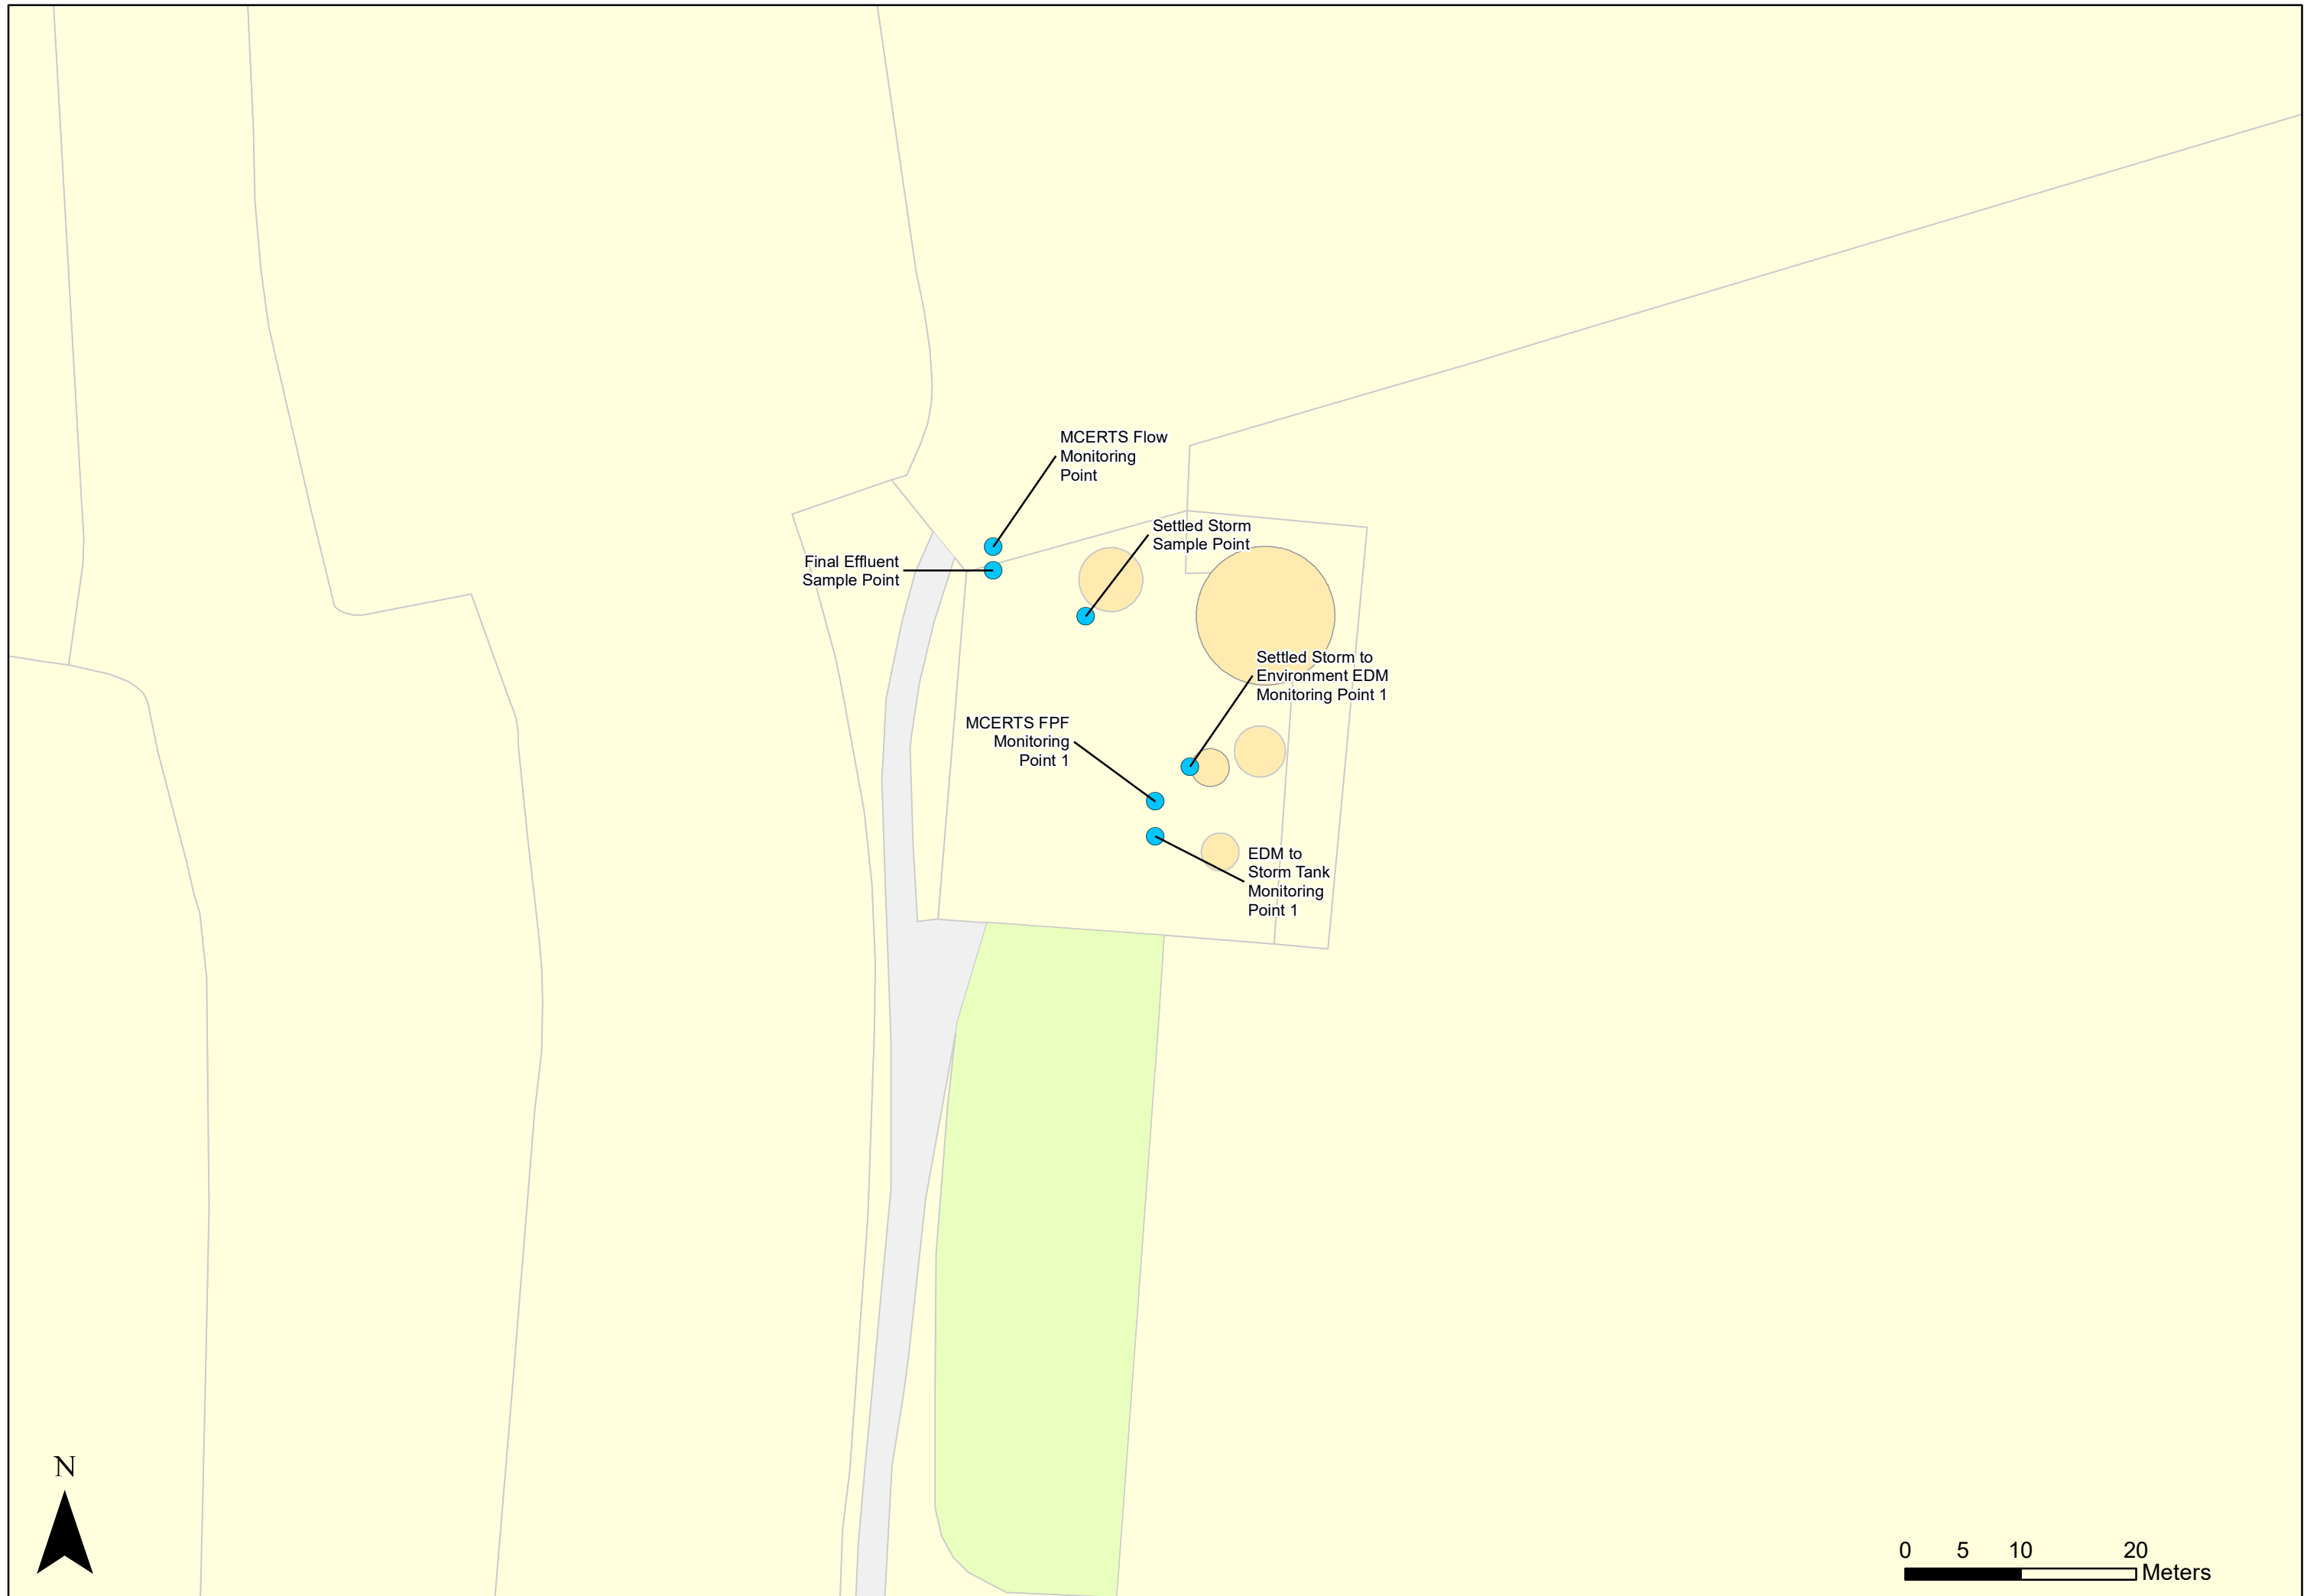 MCERTS Flow
Monitoring
Point
Settled Storm
Sample Point
Final Effluent
Sample Point
Settled Storm to
Environment EDM
Monitoring Point 1
MCERTS FPF
Monitoring
Point 1
EDM to
Storm Tank
Monitoring
Point 1
N
0 5 10 20
Meters